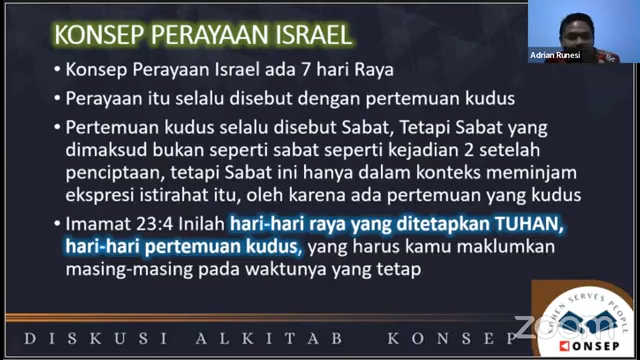 KONSEP PERAYAAN ISRAEL
Adrian Runesi
• Konsep Perayaan Israel ada 7 hari Raya
• Perayaan itu selalu disebut dengan pertemuan kudus
• Pertemuan kudus selalu disebut Sabat, Tetapi Sabat yang
dimaksud bukan seperti sabat seperti kejadian 2 setelah
penciptaan, tetapi Sabat ini hanya dalam konteks meminjam
ekspresi istirahat itu, oleh karena ada pertemuan yang kudus
• Imamat 23:4 Inilah hari-hari raya yang ditetapkan TUHAN,
hari-hari pertemuan kudus, yang harus kamu maklumkan
masing-masing pada waktunya yang tetap
SERVES PEOPLE
zoom
KONSEP
DISKUSI ALKITAB KONSEP